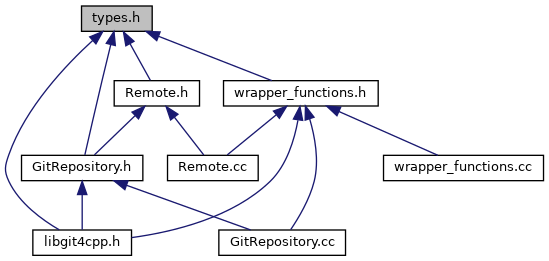 types.h
Remote.h
wrapper_functions.h
GitRepository.h
Remote.cc
wrapper_functions.cc
libgit4cpp.h
GitRepository.cc